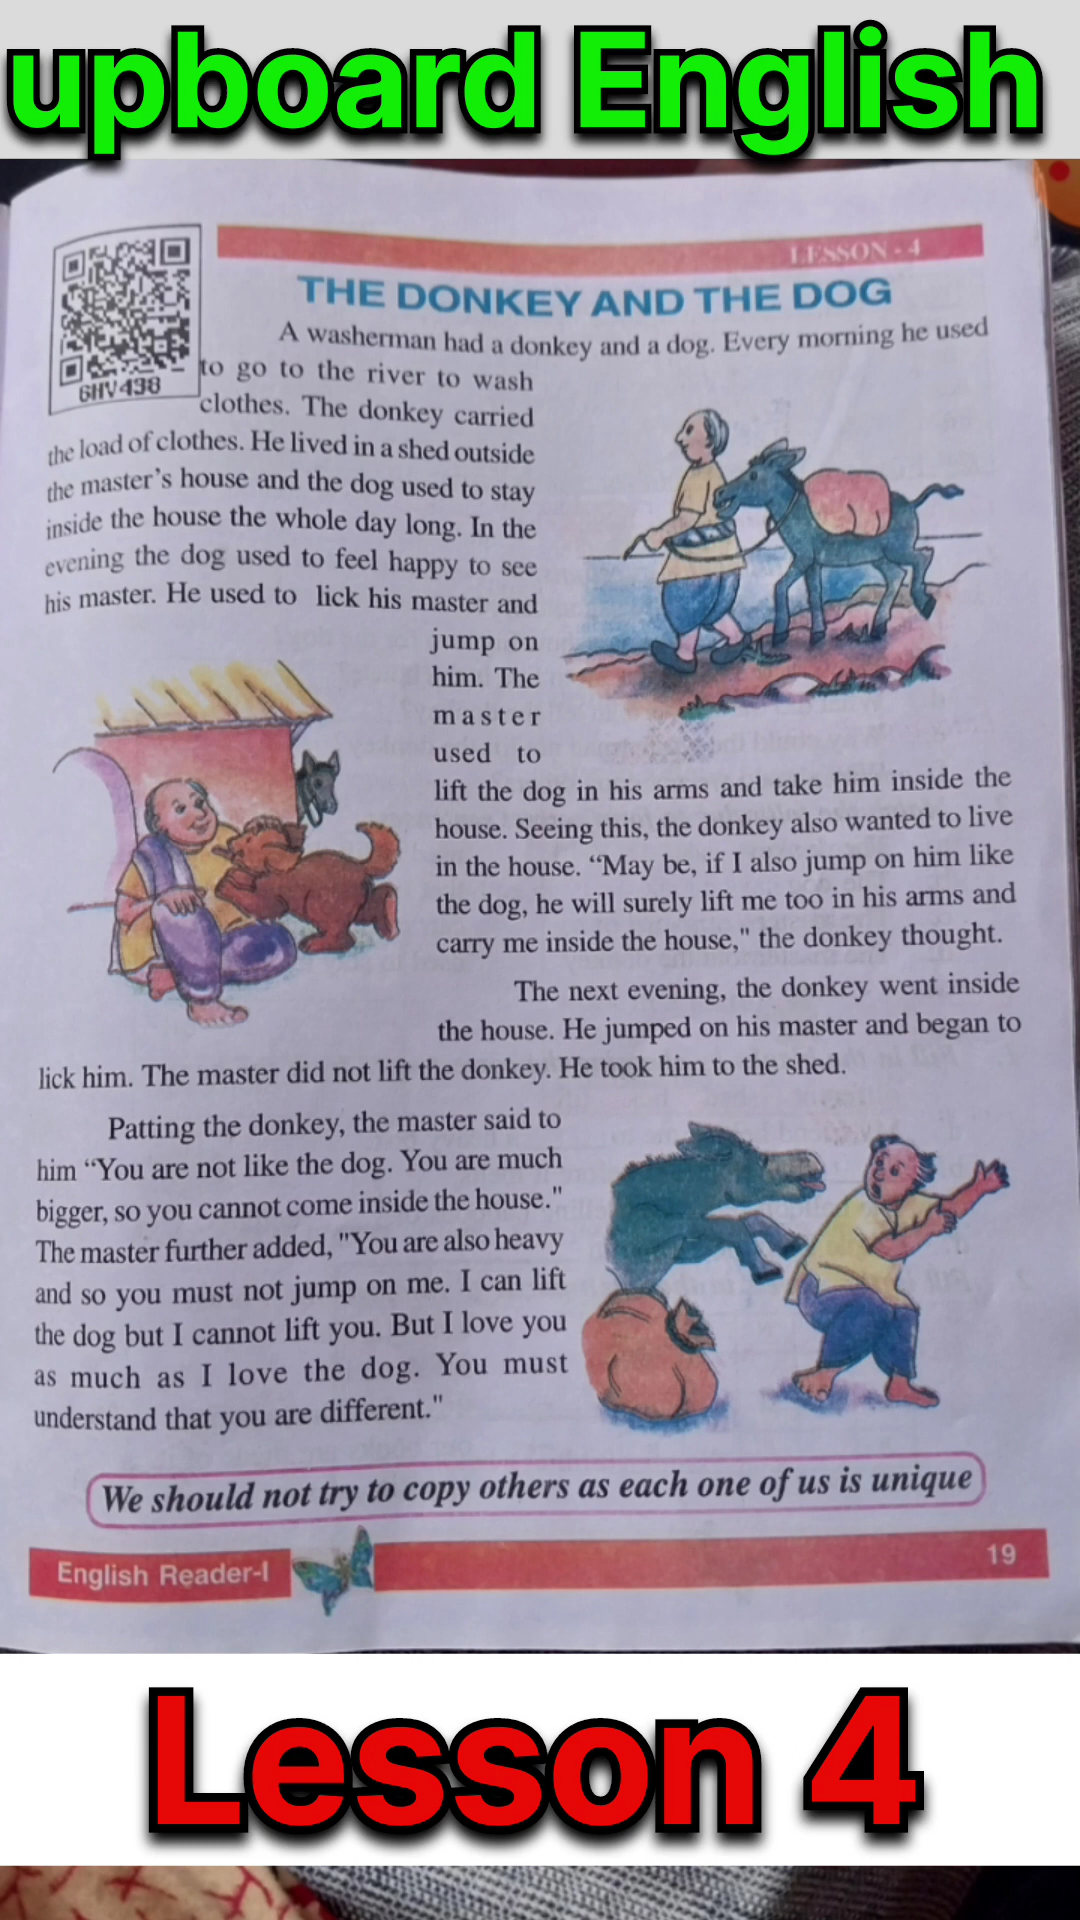 upboard English
LESSON - 4
THE DONKEY AND THE DOG
6HV438
A washerman had a donkey and a dog. Every morning he used
to go to the river to wash
clothes. The donkey carried
the load of clothes. He lived in a shed outside
the master's house and the dog used to stay
inside the house the whole day long. In the
evening the dog used to feel happy to see
his master. He used to lick his master and
jump on
him. The
master
used to
lift the dog in his arms and take him inside the
house. Seeing this, the donkey also wanted to live
in the house. “May be, if I also jump on him like
the dog, he will surely lift me too in his arms and
carry me inside the house," the donkey thought.
The next evening, the donkey went inside
the house. He jumped on his master and began to
lick him. The master did not lift the donkey. He took him to the shed.
Patting the donkey, the master said to
him “You are not like the dog. You are much
bigger, so you cannot come inside the house."
The master further added, "You are also heavy
and so you must not jump on me. I can lift
the dog but I cannot lift you. But I love you
as much as I love the dog. You must
understand that you are different."
We should not try to copy others as each one of us is unique
English Reader-I
19
Lesson 4